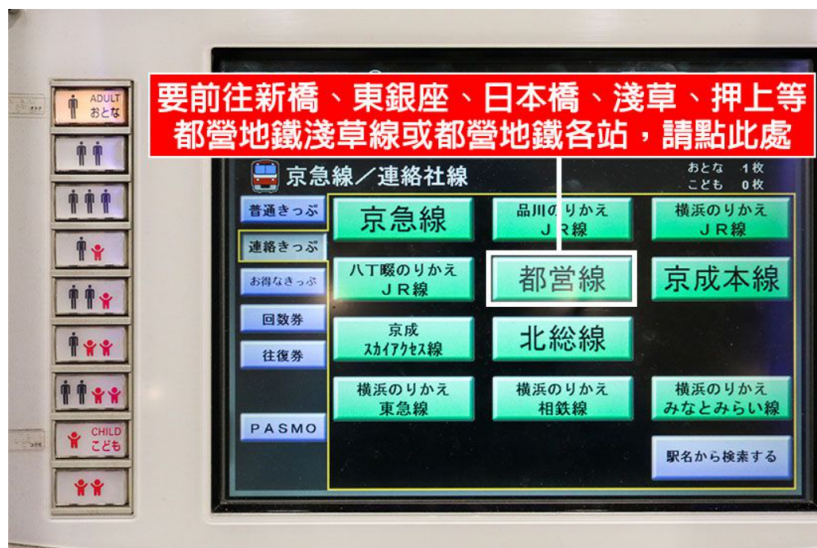 要前往新橋、東銀座、日本橋、淺草、押上等
都營地鐵淺草線或都營地鐵各站，請點此處
ADULT
おとな
京急線／連絡社線
おとな 1枚
こども 0枚
普通きっぷ
連絡きっぷ
お得なきっぷ
回数券
往復券
PASMO
京急線
品川のりかえ
JR線
横浜のりかえ
JR線
八丁畷のりかえ
JR線
都営線
京成本線
京成
スカイアクセス線
北総線
横浜のりかえ
東急線
横浜のりかえ
相鉄線
横浜のりかえ
みなとみらい線
駅名から検索する
CHILD
こども